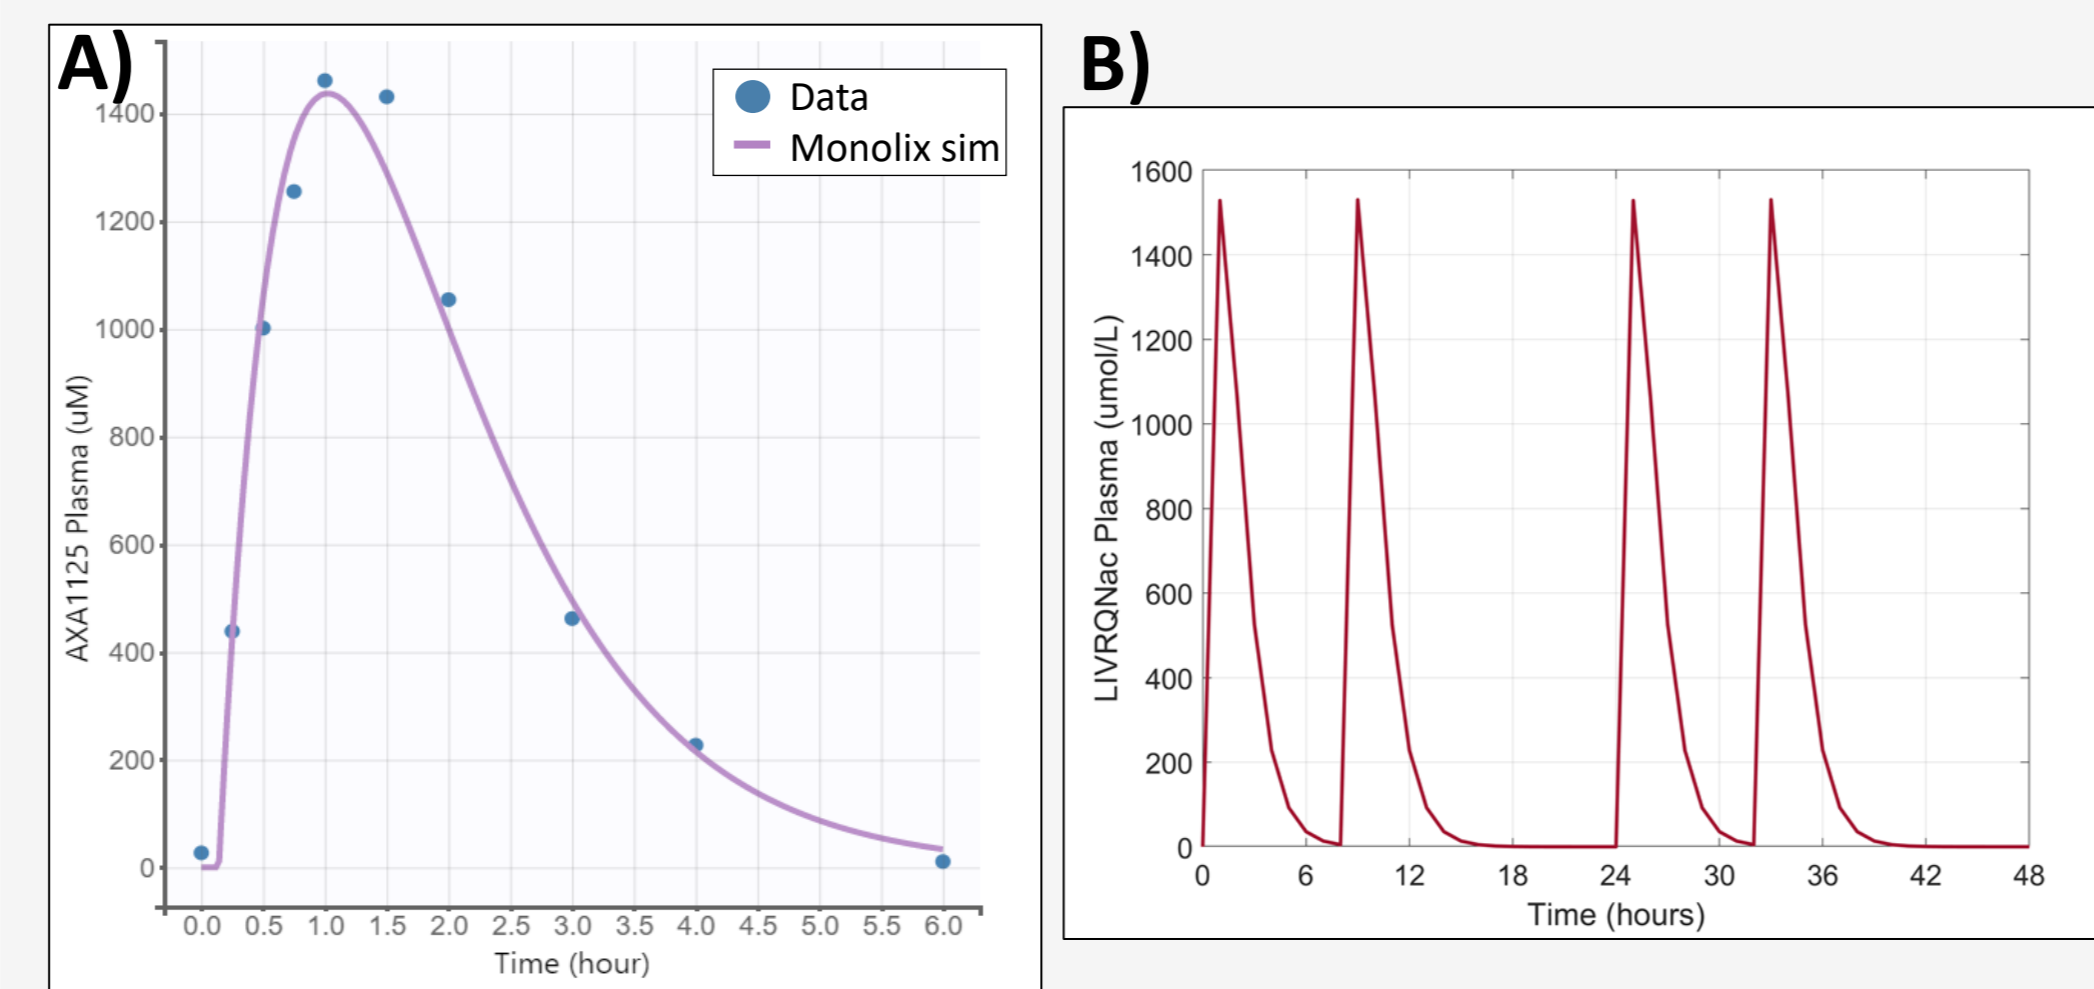 A)
Data
Monolix sim
AXA1125 Plasma (uM)
1400
1200
1000
800
600
400
200
0
0.0 0.5 1.0 1.5 2.0 2.5 3.0 3.5 4.0 4.5 5.0 5.5 6.0
Time (hour)
B)
LIVRQNac Plasma (umol/L)
1600
1400
1200
1000
800
600
400
200
0
0 6 12 18 24 30 36 42 48
Time (hours)